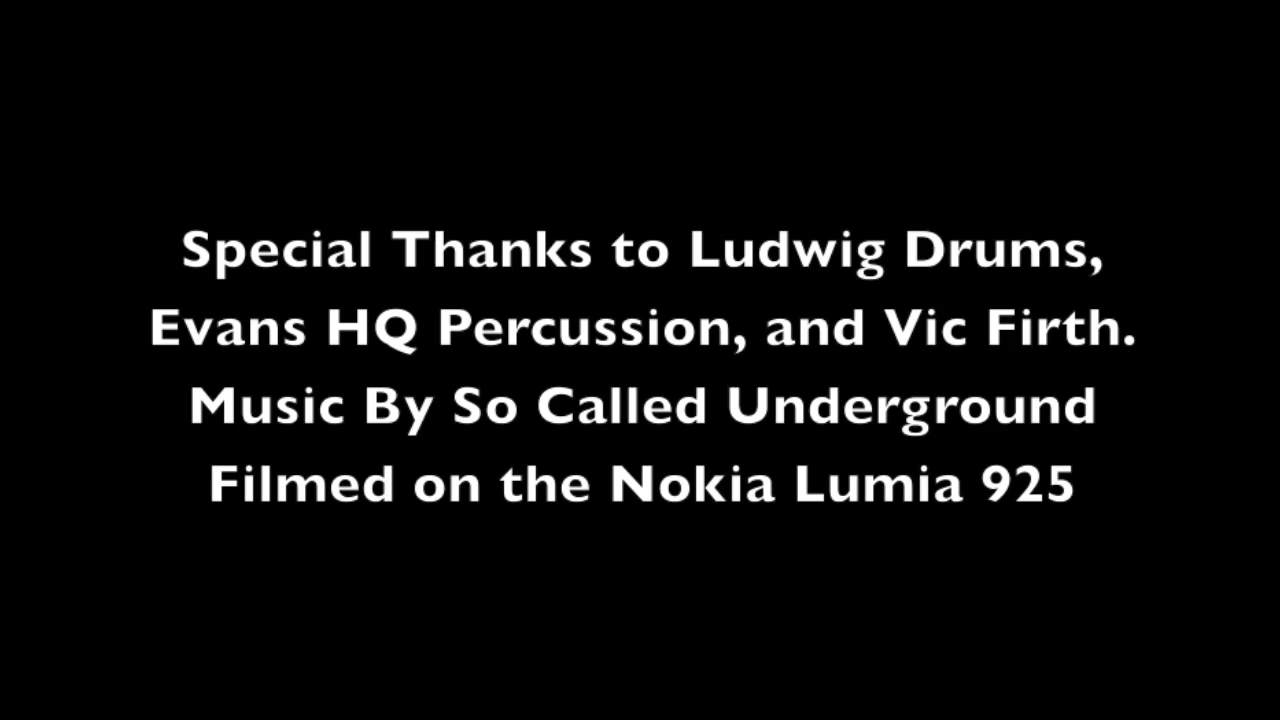 Special Thanks to Ludwig Drums,
Evans HQ Percussion, and Vic Firth.
Music By So Called Underground
Filmed on the Nokia Lumia 925